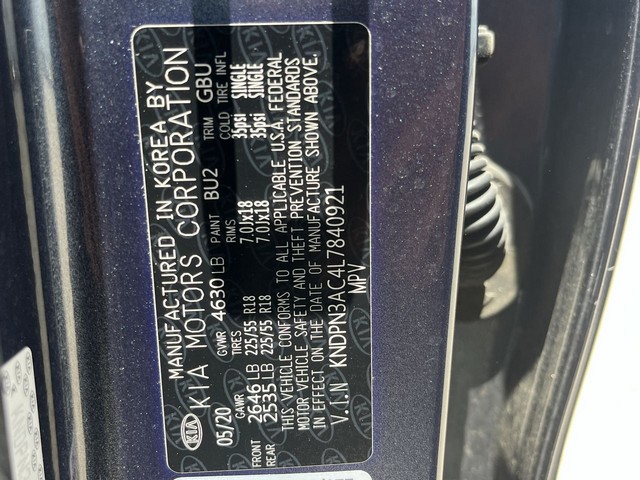 MANUFACTURED IN KOREA BY
KIA KIA MOTORS CORPORATION
05/20 GVWR 4630 LB PAINT BU2 TRIM GBU
GAWR TIRES RIMS COLD TIRE INFL
FRONT 2646 LB 225/55 R18 7.0Jx18 35psi SINGLE
REAR 2535 LB 225/55 R18 7.0Jx18 35psi SINGLE
THIS VEHICLE CONFORMS TO ALL APPLICABLE U.S.A. FEDERAL
MOTOR VEHICLE SAFETY AND THEFT PREVENTION STANDARDS
IN EFFECT ON THE DATE OF MANUFACTURE SHOWN ABOVE.
V.I.N KNDPN3AC4L7840921
MPV